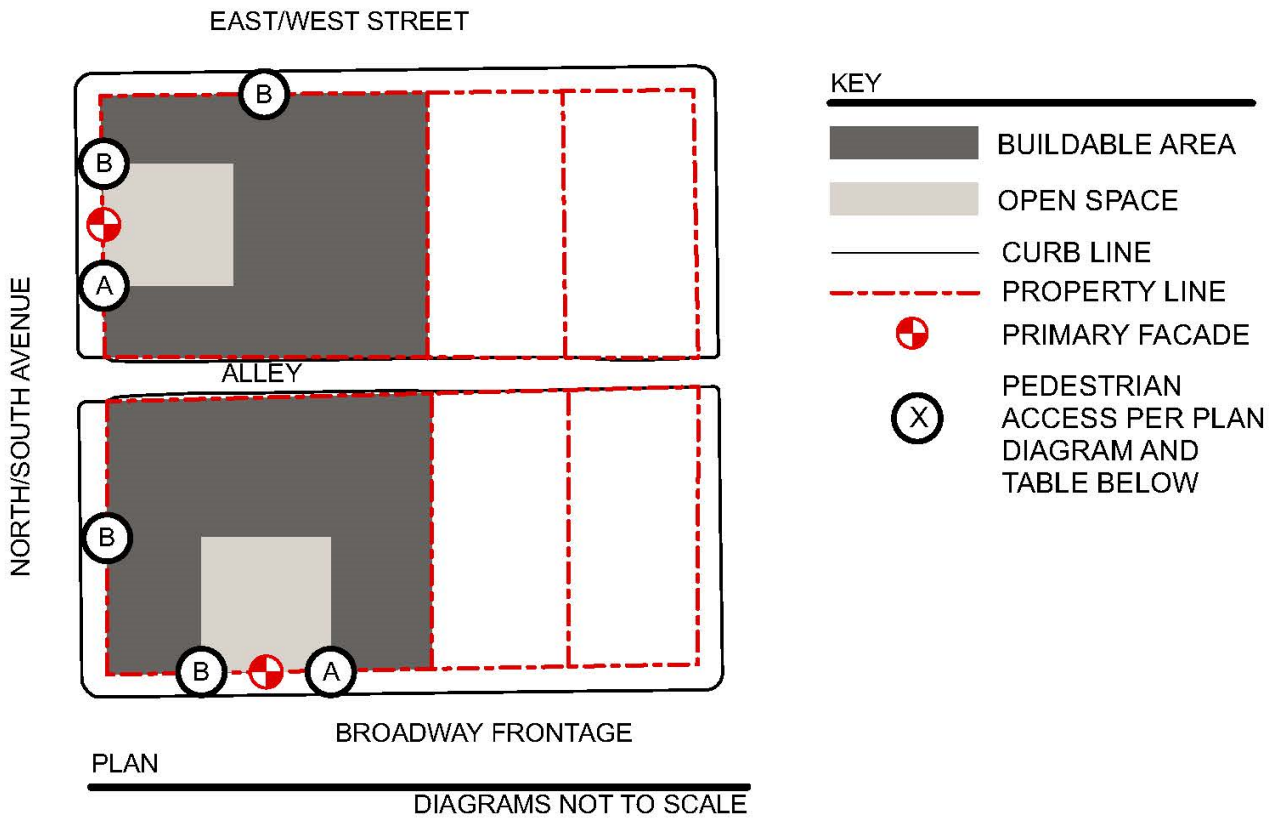 EAST/WEST STREET
B
B
A
NORTH/SOUTH AVENUE
ALLEY
B
B
A
BROADWAY FRONTAGE
PLAN
DIAGRAMS NOT TO SCALE
KEY
BUILDABLE AREA
OPEN SPACE
CURB LINE
PROPERTY LINE
PRIMARY FACADE
X
PEDESTRIAN
ACCESS PER PLAN
DIAGRAM AND
TABLE BELOW